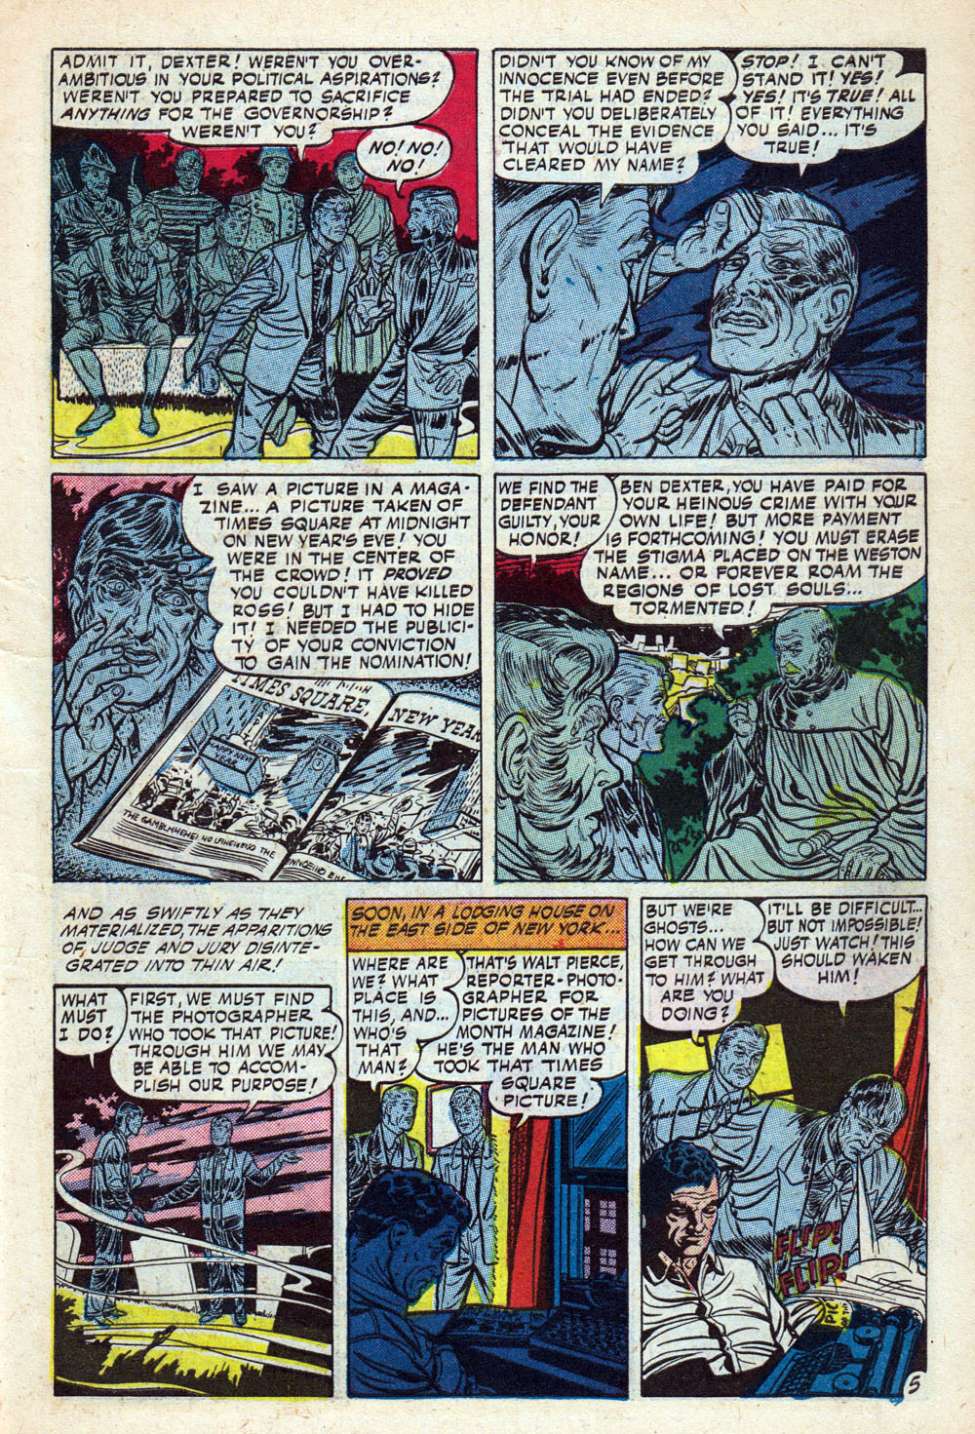 ADMIT IT, DEXTER! WEREN'T YOU OVER-
AMBITIOUS IN YOUR POLITICAL ASPIRATIONS?
WEREN'T YOU PREPARED TO SACRIFICE
ANYTHING FOR THE GOVERNORSHIP?
WEREN'T YOU?
NO! NO!
NO!
DIDN'T YOU KNOW OF MY
INNOCENCE EVEN BEFORE
THE TRIAL HAD ENDED?
DIDN'T YOU DELIBERATELY
CONCEAL THE EVIDENCE
THAT WOULD HAVE
CLEARED MY NAME?
STOP! I CAN'T
STAND IT! YES!
YES! IT'S TRUE! ALL
OF IT! EVERYTHING
YOU SAID... IT'S
TRUE!
I SAW A PICTURE IN A MAGA-
ZINE... A PICTURE TAKEN OF
TIMES SQUARE AT MIDNIGHT
ON NEW YEAR'S EVE! YOU
WERE IN THE CENTER OF
THE CROWD! IT PROVED
YOU COULDN'T HAVE KILLED
ROSS! BUT I HAD TO HIDE
IT! I NEEDED THE PUBLICI-
TY OF YOUR CONVICTION
TO GAIN THE NOMINATION!
TIMES SQUARE,
NEW YEAR
WE FIND THE
DEFENDANT
GUILTY, YOUR
HONOR!
BEN DEXTER, YOU HAVE PAID FOR
YOUR HEINOUS CRIME WITH YOUR
OWN LIFE! BUT MORE PAYMENT
IS FORTHCOMING! YOU MUST ERASE
THE STIGMA PLACED ON THE WESTON
NAME... OR FOREVER ROAM THE
REGIONS OF LOST SOULS...
TORMENTED!
AND AS SWIFTLY AS THEY
MATERIALIZED, THE APPARITIONS
OF JUDGE AND JURY DISINTE-
GRATED INTO THIN AIR!
WHAT
MUST
I DO?
FIRST, WE MUST FIND
THE PHOTOGRAPHER
WHO TOOK THAT PICTURE!
THROUGH HIM WE MAY
BE ABLE TO ACCOM-
PLISH OUR PURPOSE!
SOON, IN A LODGING HOUSE ON
THE EAST SIDE OF NEW YORK...
WHERE ARE
WE? WHAT
PLACE IS
THIS, AND...
WHO'S
THAT
MAN?
THAT'S WALT PIERCE,
REPORTER-PHOTO-
GRAPHER FOR
PICTURES OF THE
MONTH MAGAZINE!
HE'S THE MAN WHO
TOOK THAT TIMES
SQUARE
PICTURE!
BUT WE'RE
GHOSTS...
HOW CAN WE
GET THROUGH
TO HIM? WHAT
ARE YOU
DOING?
IT'LL BE DIFFICULT...
BUT NOT IMPOSSIBLE!
JUST WATCH! THIS
SHOULD WAKEN
HIM!
FLIP!
FLIP!
5